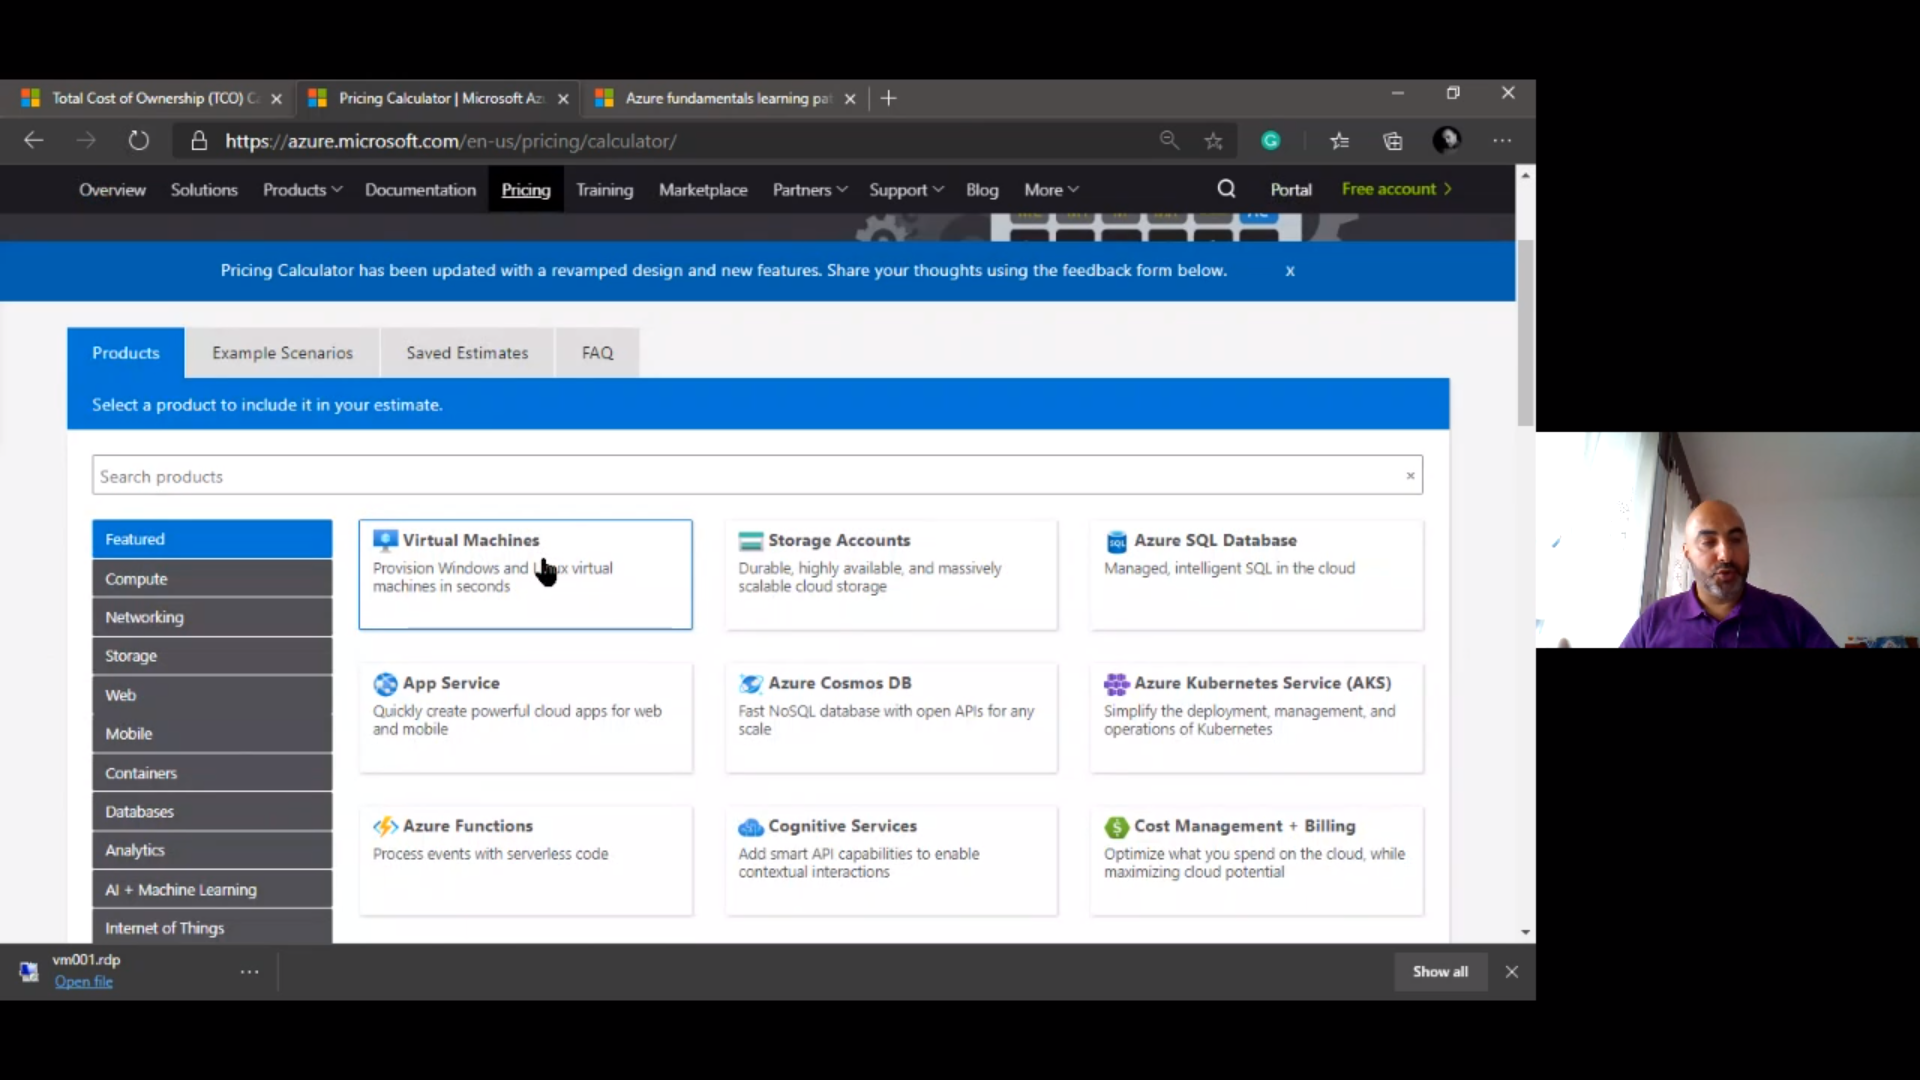 Total Cost of Ownership (TCO) C
Pricing Calculator | Microsoft Az
Azure fundamentals learning pat
https://azure.microsoft.com/en-us/pricing/calculator/
Overview Solutions Products Documentation Pricing Training Marketplace Partners Support Blog More Portal Free account
Pricing Calculator has been updated with a revamped design and new features. Share your thoughts using the feedback form below. x
Products Example Scenarios Saved Estimates FAQ
Select a product to include it in your estimate.
Search products
Featured
Compute
Networking
Storage
Web
Mobile
Containers
Databases
Analytics
AI + Machine Learning
Internet of Things
Virtual Machines
Provision Windows and Linux virtual
machines in seconds
Storage Accounts
Durable, highly available, and massively
scalable cloud storage
SQL
Azure SQL Database
Managed, intelligent SQL in the cloud
App Service
Quickly create powerful cloud apps for web
and mobile
Azure Cosmos DB
Fast NoSQL database with open APIs for any
scale
Azure Kubernetes Service (AKS)
Simplify the deployment, management, and
operations of Kubernetes
Azure Functions
Process events with serverless code
Cognitive Services
Add smart API capabilities to enable
contextual interactions
Cost Management + Billing
Optimize what you spend on the cloud, while
maximizing cloud potential
vm001.rdp
Open file
Show all